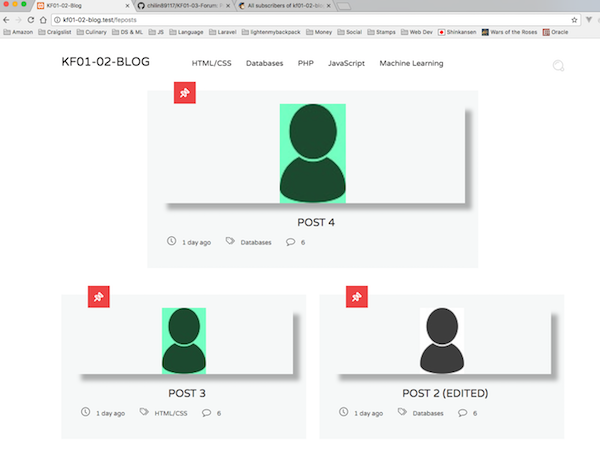 KF01-02-Blog
chilin89117/KF01-03-Forum: F
All subscribers of kf01-02-blo
kf01-02-blog.test/feposts
Amazon Craigslist Culinary DS & ML JS Language Laravel lightenmybackpack Money Social Stamps Web Dev Shinkansen Wars of the Roses Oracle
KF01-02-BLOG
HTML/CSS Databases PHP JavaScript Machine Learning
POST 4
1 day ago Databases 6
POST 3
1 day ago HTML/CSS 6
POST 2 (EDITED)
1 day ago Databases 6